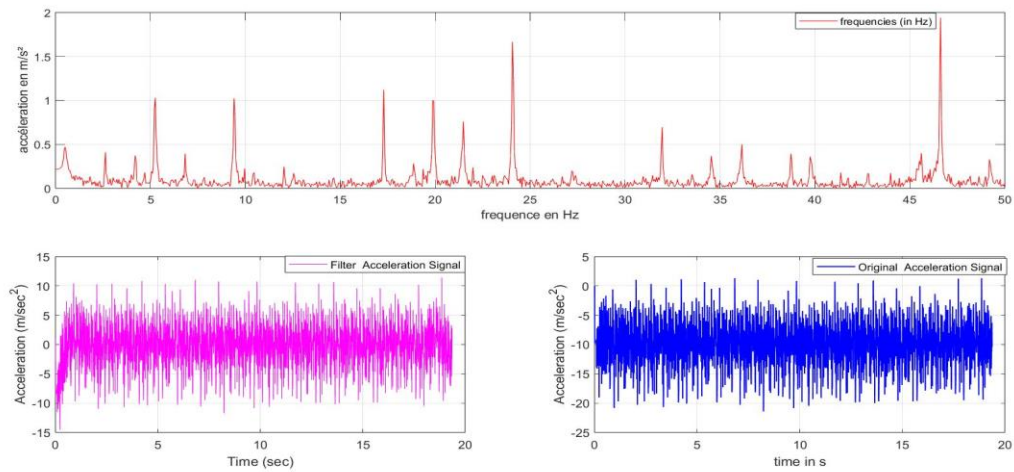 accéleration en m/s²
2
1.5
1
0.5
0
frequencies (in Hz)
0 5 10 15 20 25 30 35 40 45 50
frequence en Hz
Acceleration (m/sec²)
15
10
5
0
-5
-10
-15
Filter Acceleration Signal
0 5 10 15 20
Time (sec)
Acceleration (m/sec²)
5
0
-5
-10
-15
-20
-25
Original Acceleration Signal
0 5 10 15 20
time in s